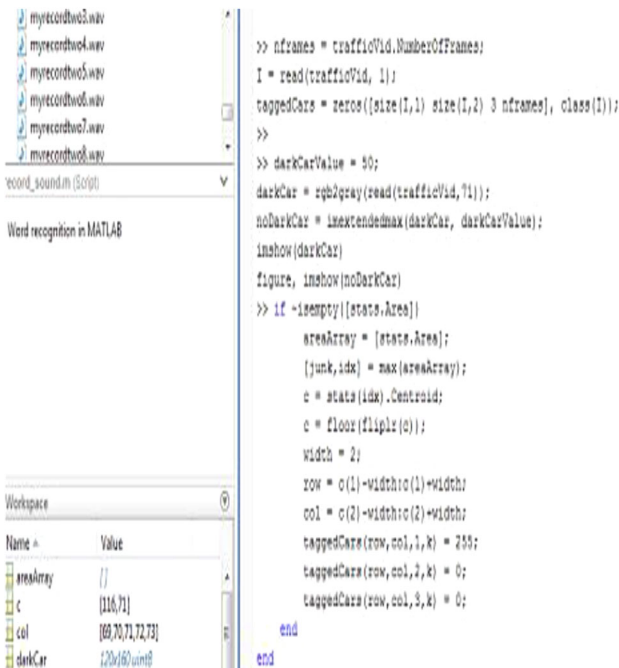 myrecordtwo3.wav
myrecordtwo4.wav
myrecordtwo5.wav
myrecordtwo6.wav
myrecordtwo7.wav
myrecordtwo8.wav
record_sound.m (Script)
Word recognition in MATLAB
Workspace
Name Value
areaArray []
c [116,71]
col [69,70,71,72,73]
darkCar 120x160 uint8
>> nframes = trafficVid.NumberOfFrames;
I = read(trafficVid, 1);
taggedCars = zeros([size(I,1) size(I,2) 3 nframes], class(I));
>>
>> darkCarValue = 50;
darkCar = rgb2gray(read(trafficVid,71));
noDarkCar = imextendedmax(darkCar, darkCarValue);
imshow(darkCar)
figure, imshow(noDarkCar)
>> if ~isempty([stats.Area])
areaArray = [stats.Area];
[junk,idx] = max(areaArray);
c = stats(idx).Centroid;
c = floor(fliplr(c));
width = 2;
row = c(1)-width:c(1)+width;
col = c(2)-width:c(2)+width;
taggedCars(row,col,1,k) = 255;
taggedCars(row,col,2,k) = 0;
taggedCars(row,col,3,k) = 0;
end
end